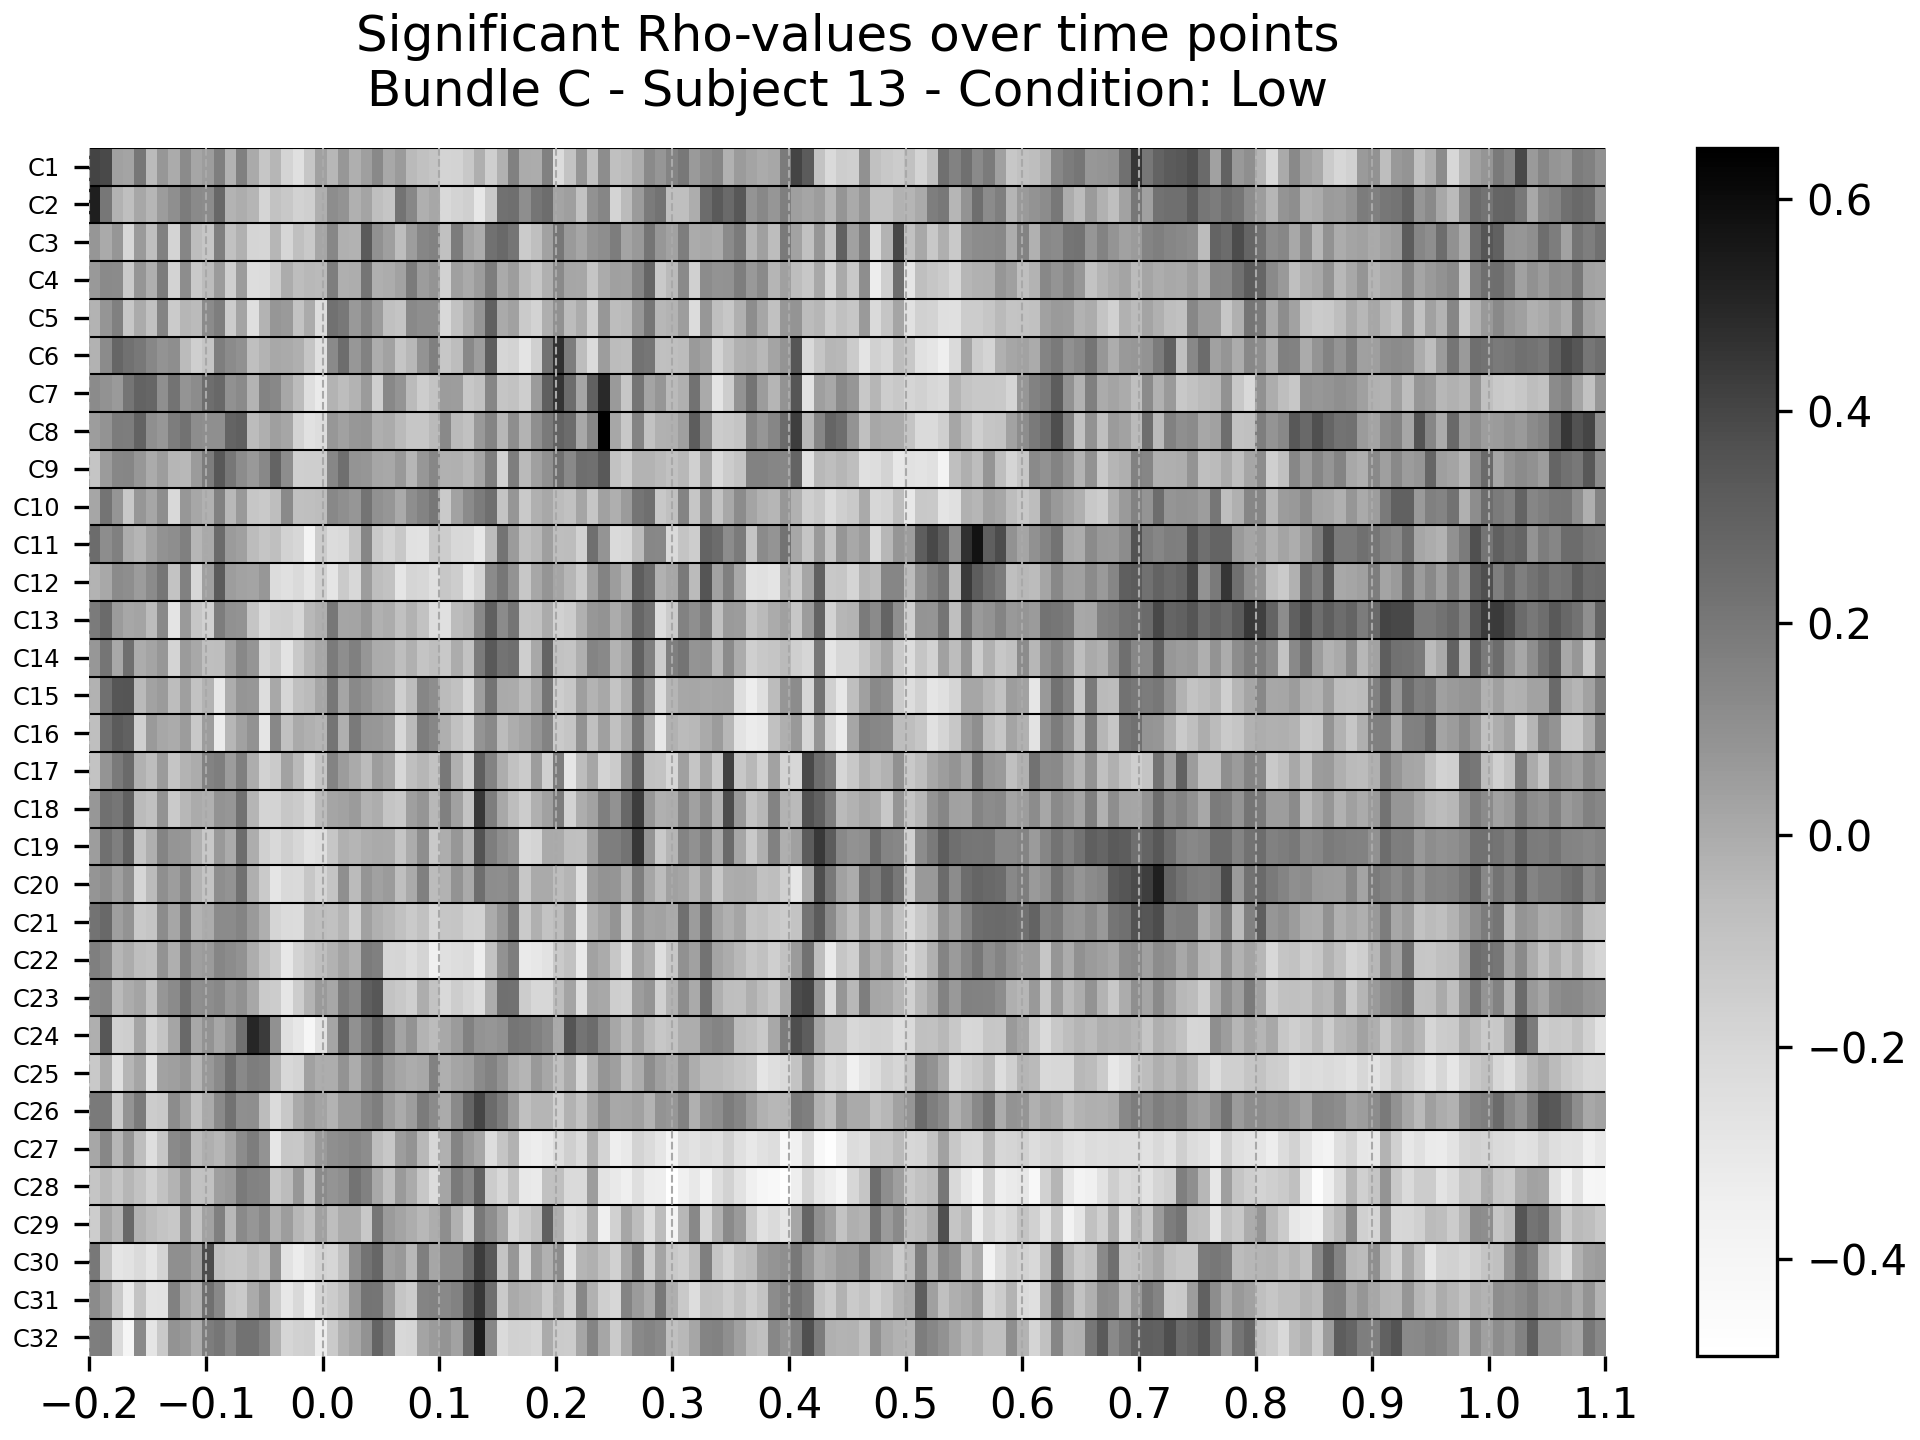 Significant Rho-values over time points
Bundle C - Subject 13 - Condition: Low
C1
C2
C3
C4
C5
C6
C7
C8
C9
C10
C11
C12
C13
C14
C15
C16
C17
C18
C19
C20
C21
C22
C23
C24
C25
C26
C27
C28
C29
C30
C31
C32
−0.2 −0.1 0.0 0.1 0.2 0.3 0.4 0.5 0.6 0.7 0.8 0.9 1.0 1.1
0.6
0.4
0.2
0.0
−0.2
−0.4